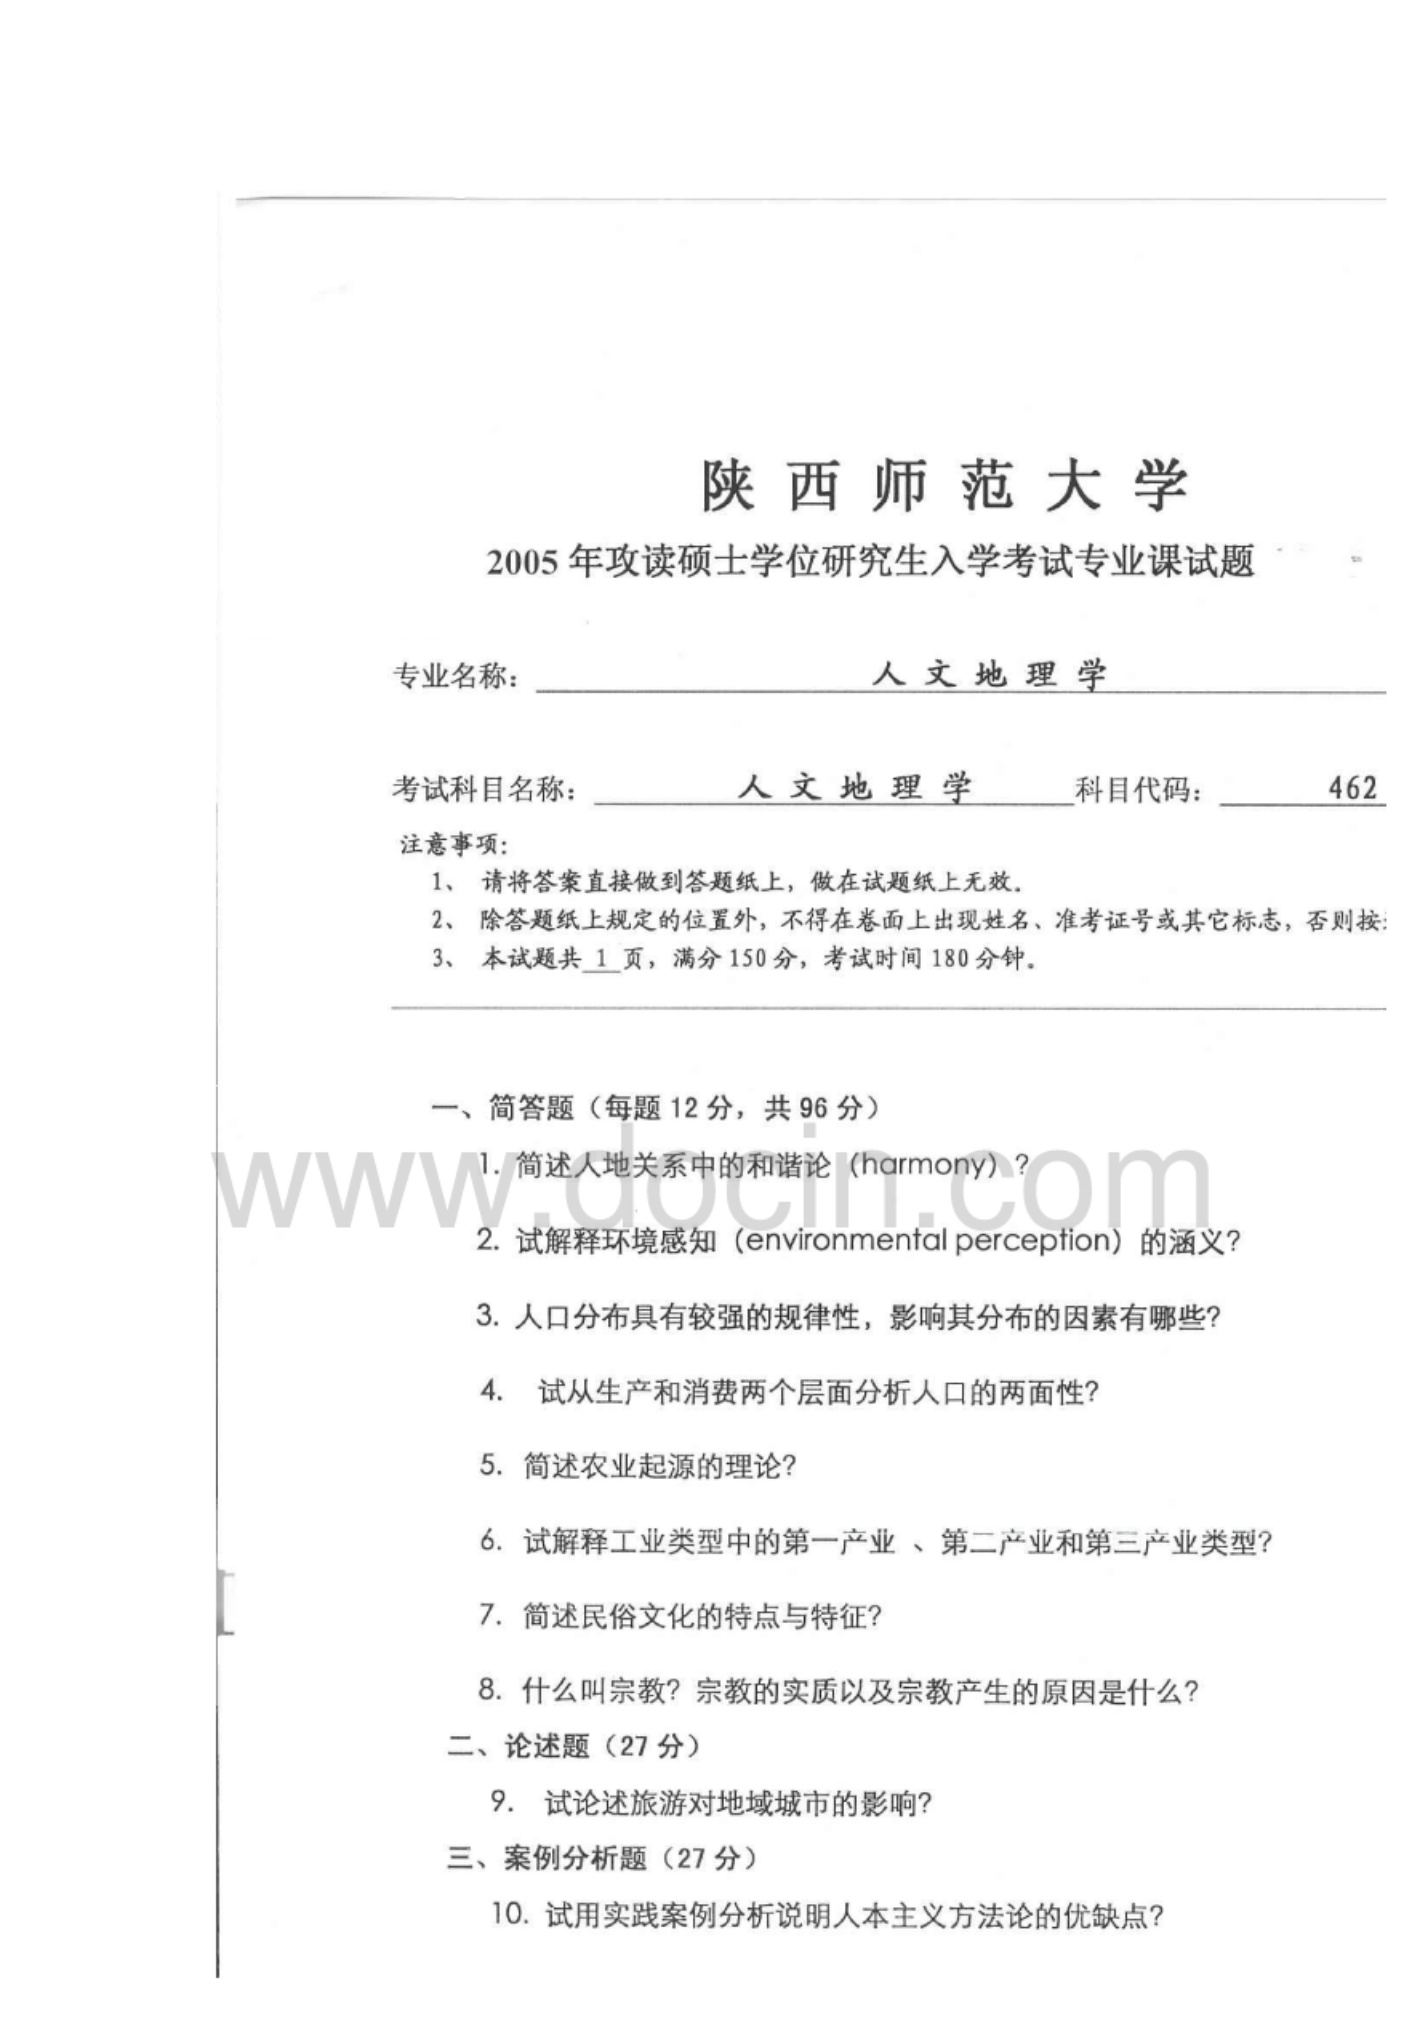 陕西师范大学
2005年攻读硕士学位研究生入学考试专业课试题
专业名称： 人文地理学
考试科目名称： 人文地理学 科目代码： 462
注意事项：
1、 请将答案直接做到答题纸上，做在试题纸上无效。
2、 除答题纸上规定的位置外，不得在卷面上出现姓名、准考证号或其它标志，否则按
3、 本试题共 1 页，满分150分，考试时间180分钟。
一、简答题（每题12分，共96分）
www.docin.com
1. 简述人地关系中的和谐论（harmony）？
2. 试解释环境感知（environmental perception）的涵义？
3. 人口分布具有较强的规律性，影响其分布的因素有哪些？
4. 试从生产和消费两个层面分析人口的两面性？
5. 简述农业起源的理论？
6. 试解释工业类型中的第一产业 、第二产业和第三产业类型？
7. 简述民俗文化的特点与特征？
8. 什么叫宗教？宗教的实质以及宗教产生的原因是什么？
二、论述题（27分）
9. 试论述旅游对地域城市的影响？
三、案例分析题（27分）
10. 试用实践案例分析说明人本主义方法论的优缺点？